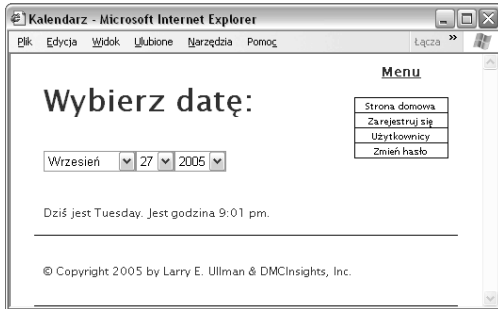 Kalendarz - Microsoft Internet Explorer
Plik Edycja Widok Ulubione Narzędzia Pomoc Łącza »
Menu
Wybierz datę:
Strona domowa
Zarejestruj się
Użytkownicy
Zmień hasło
Wrzesień 27 2005
Dziś jest Tuesday. Jest godzina 9:01 pm.
© Copyright 2005 by Larry E. Ullman & DMCInsights, Inc.